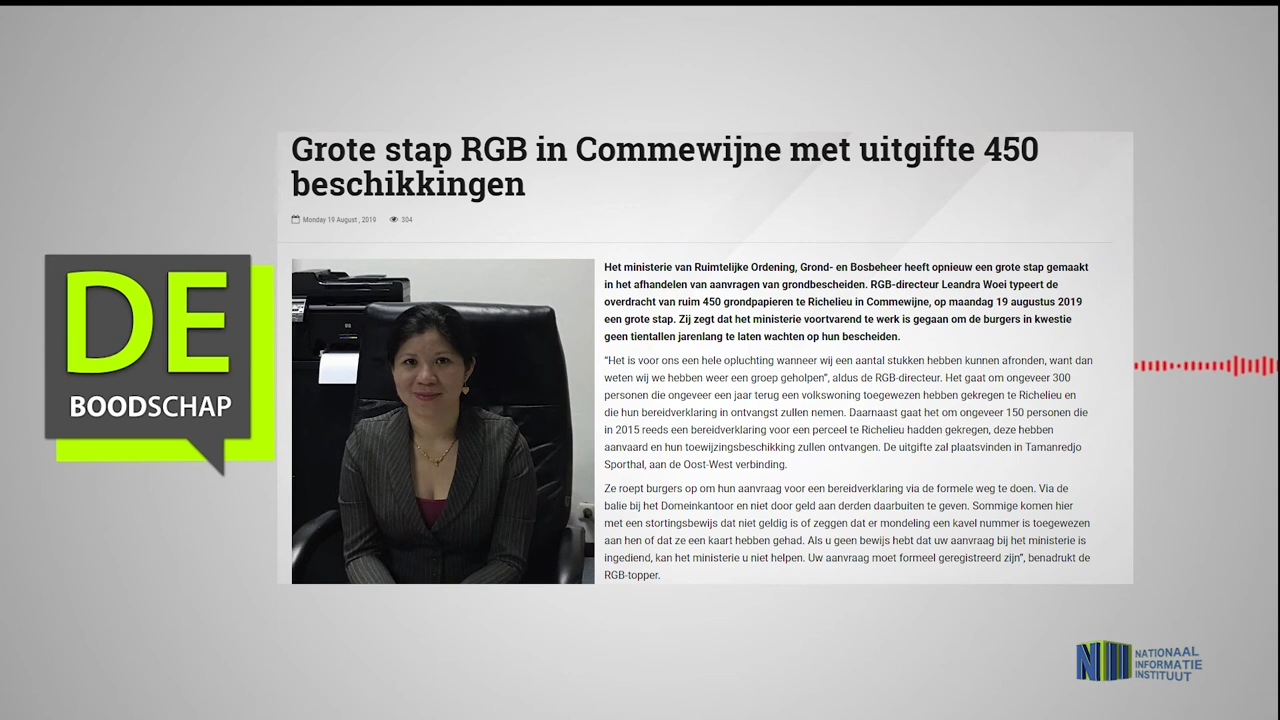 Grote stap RGB in Commewijne met uitgifte 450
beschikkingen
Monday 19 August , 2019 304
DE
BOODSCHAP
Het ministerie van Ruimtelijke Ordening, Grond- en Bosbeheer heeft opnieuw een grote stap gemaakt
in het afhandelen van aanvragen van grondbescheiden. RGB-directeur Leandra Woei typeert de
overdracht van ruim 450 grondpapieren te Richelieu in Commewijne, op maandag 19 augustus 2019
een grote stap. Zij zegt dat het ministerie voortvarend te werk is gegaan om de burgers in kwestie
geen tientallen jarenlang te laten wachten op hun bescheiden.
“Het is voor ons een hele opluchting wanneer wij een aantal stukken hebben kunnen afronden, want dan
weten wij we hebben weer een groep geholpen”, aldus de RGB-directeur. Het gaat om ongeveer 300
personen die ongeveer een jaar terug een volkswoning toegewezen hebben gekregen te Richelieu en
die hun bereidverklaring in ontvangst zullen nemen. Daarnaast gaat het om ongeveer 150 personen die
in 2015 reeds een bereidverklaring voor een perceel te Richelieu hadden gekregen, deze hebben
aanvaard en hun toewijzingsbeschikking zullen ontvangen. De uitgifte zal plaatsvinden in Tamanredjo
Sporthal, aan de Oost-West verbinding.
Ze roept burgers op om hun aanvraag voor een bereidverklaring via de formele weg te doen. Via de
balie bij het Domeinkantoor en niet door geld aan derden daarbuiten te geven. Sommige komen hier
met een stortingsbewijs dat niet geldig is of zeggen dat er mondeling een kavel nummer is toegewezen
aan hen of dat ze een kaart hebben gehad. Als u geen bewijs hebt dat uw aanvraag bij het ministerie is
ingediend, kan het ministerie u niet helpen. Uw aanvraag moet formeel geregistreerd zijn”, benadrukt de
RGB-topper.
NII NATIONAAL
INFORMATIE
INSTITUUT